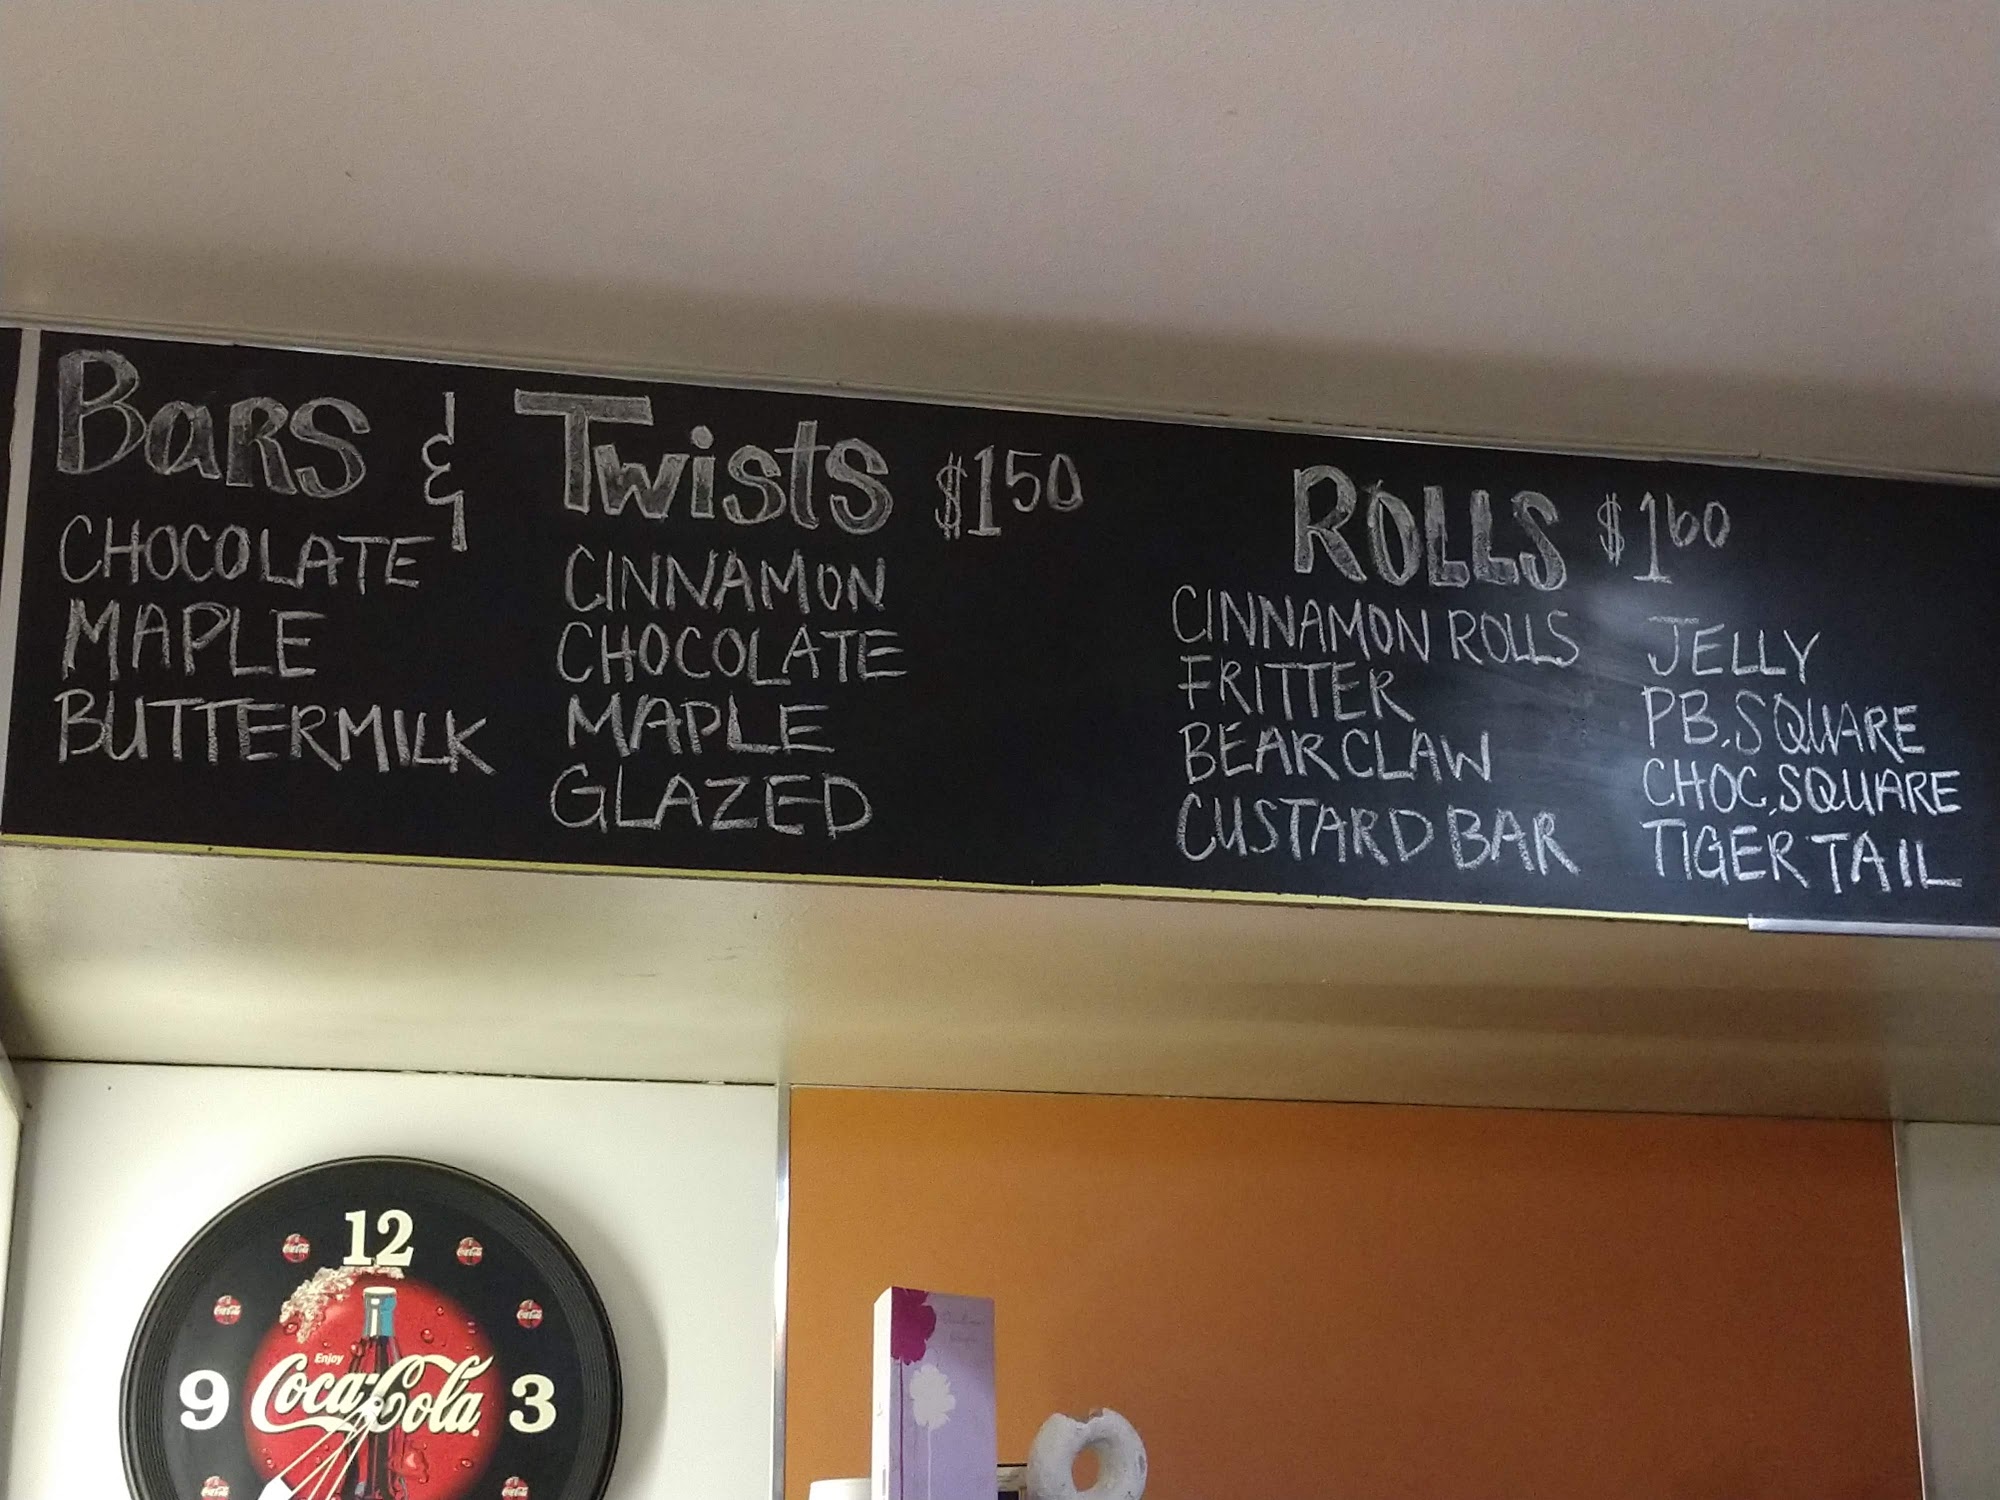 Bars & Twists $1 50
CHOCOLATE
MAPLE
BUTTERMILK
CINNAMON
CHOCOLATE
MAPLE
GLAZED
ROLLS $1 60
CINNAMON ROLLS
FRITTER
BEAR CLAW
CUSTARD BAR
JELLY
PB. SQUARE
CHOC. SQUARE
TIGER TAIL
12
9
3
Enjoy
Coca-Cola